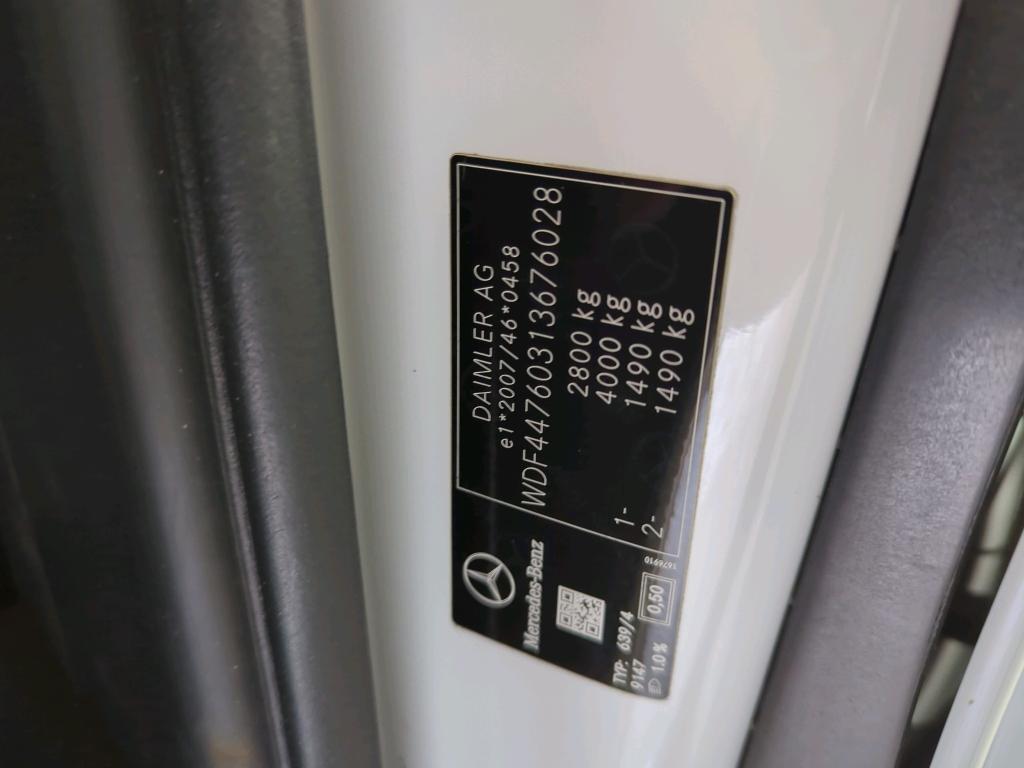 DAIMLER AG
e1*2007/46*0458
WDF44760313676028
2800 kg
4000 kg
1- 1490 kg
2- 1490 kg
Mercedes-Benz
TYP: 639/4
9147
1.0% 0,50
1676910